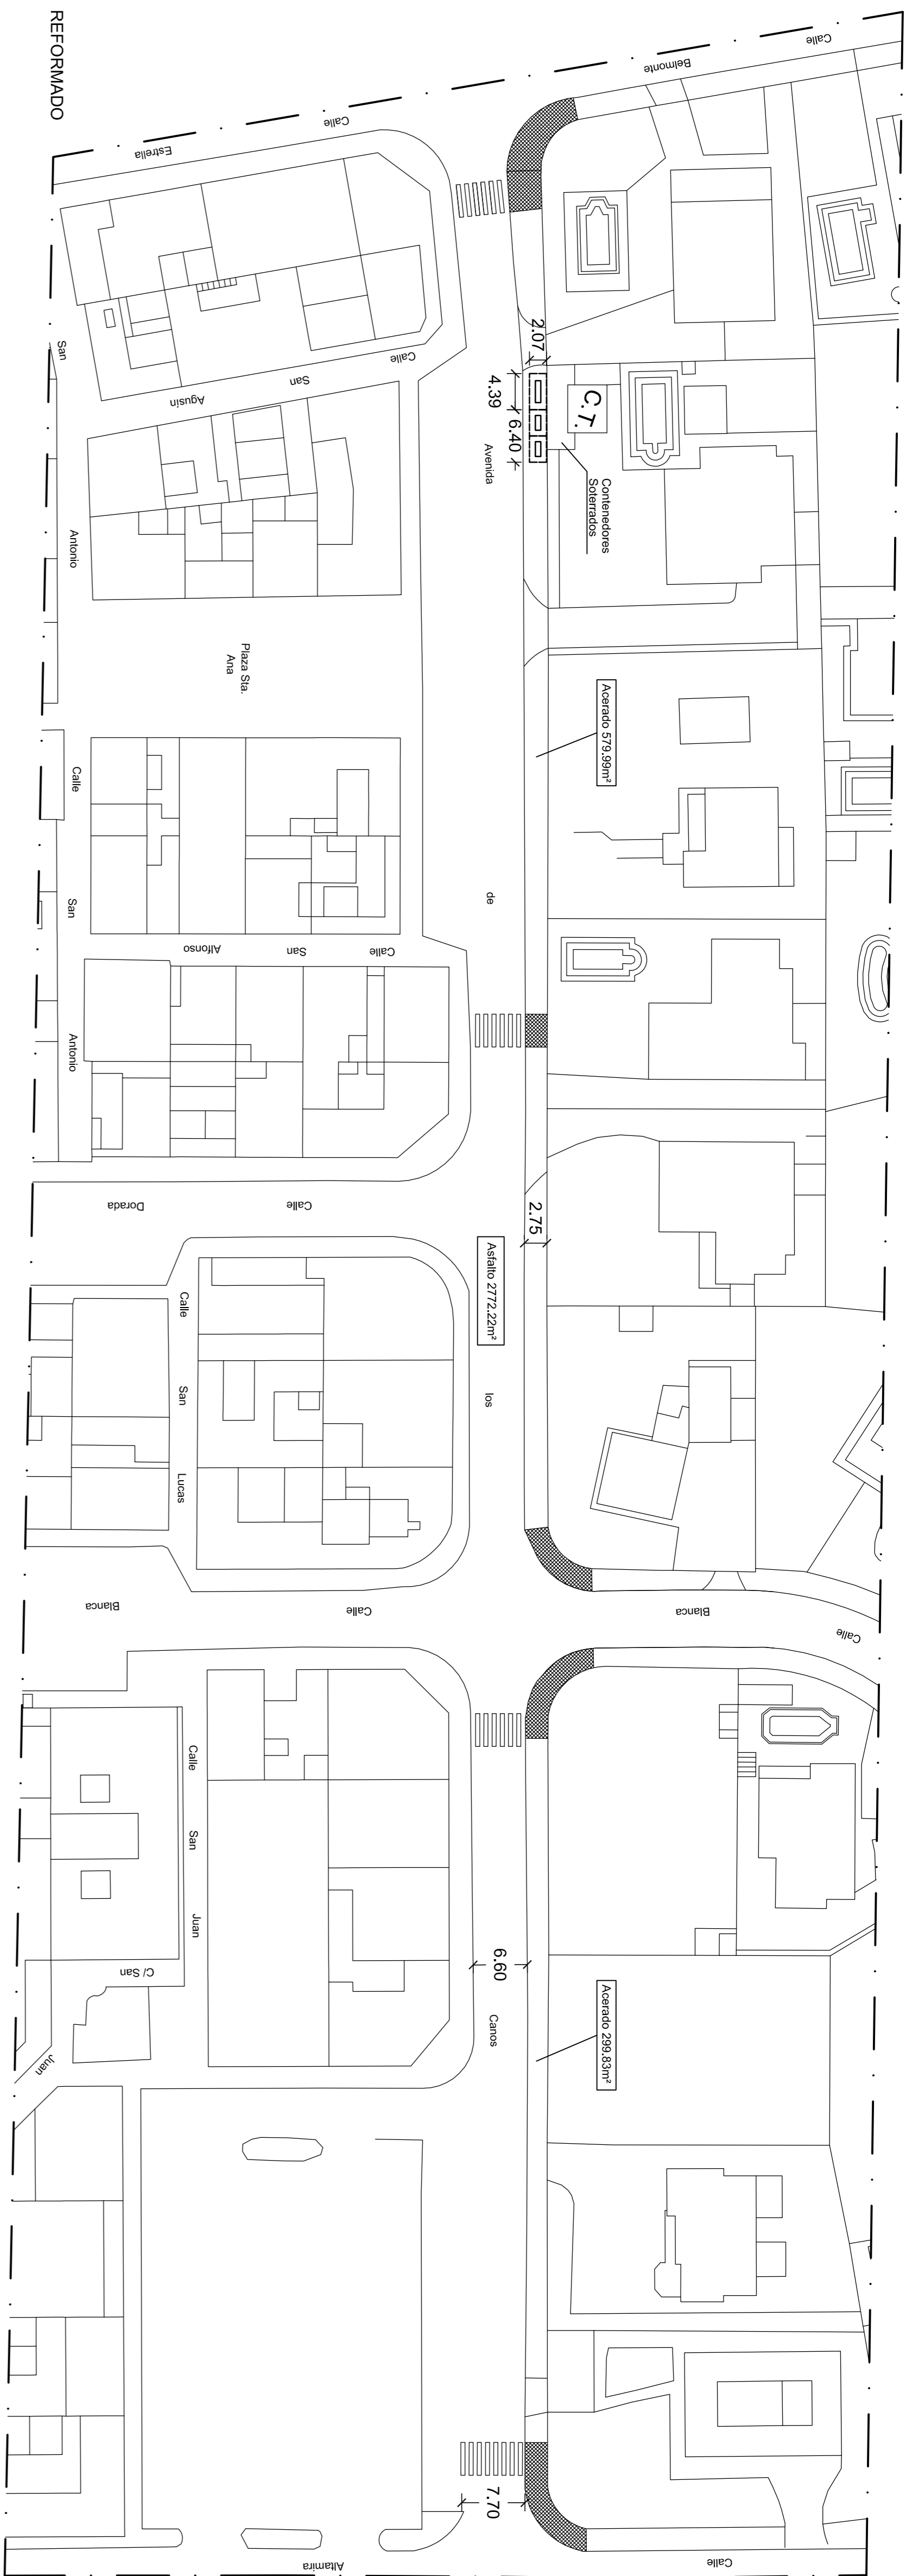 REFORMADO
Calle
Belmonte
Calle
Estrella
San
Calle
San
Agusín
2.07
4.39
6.40
C.T.
Contenedores
Soterrados
Avenida
Antonio
Plaza Sta.
Ana
Acerado 579.99m²
Calle
San
de
Alfonso
San
Calle
Antonio
Dorada
Calle
2.75
Asfalto 2772.22m²
Calle
San
Lucas
los
Blanca
Calle
Blanca
Calle
Calle
San
Juan
C/ San
Juan
6.60
Canos
Acerado 299.83m²
7.70
Altamira
Calle